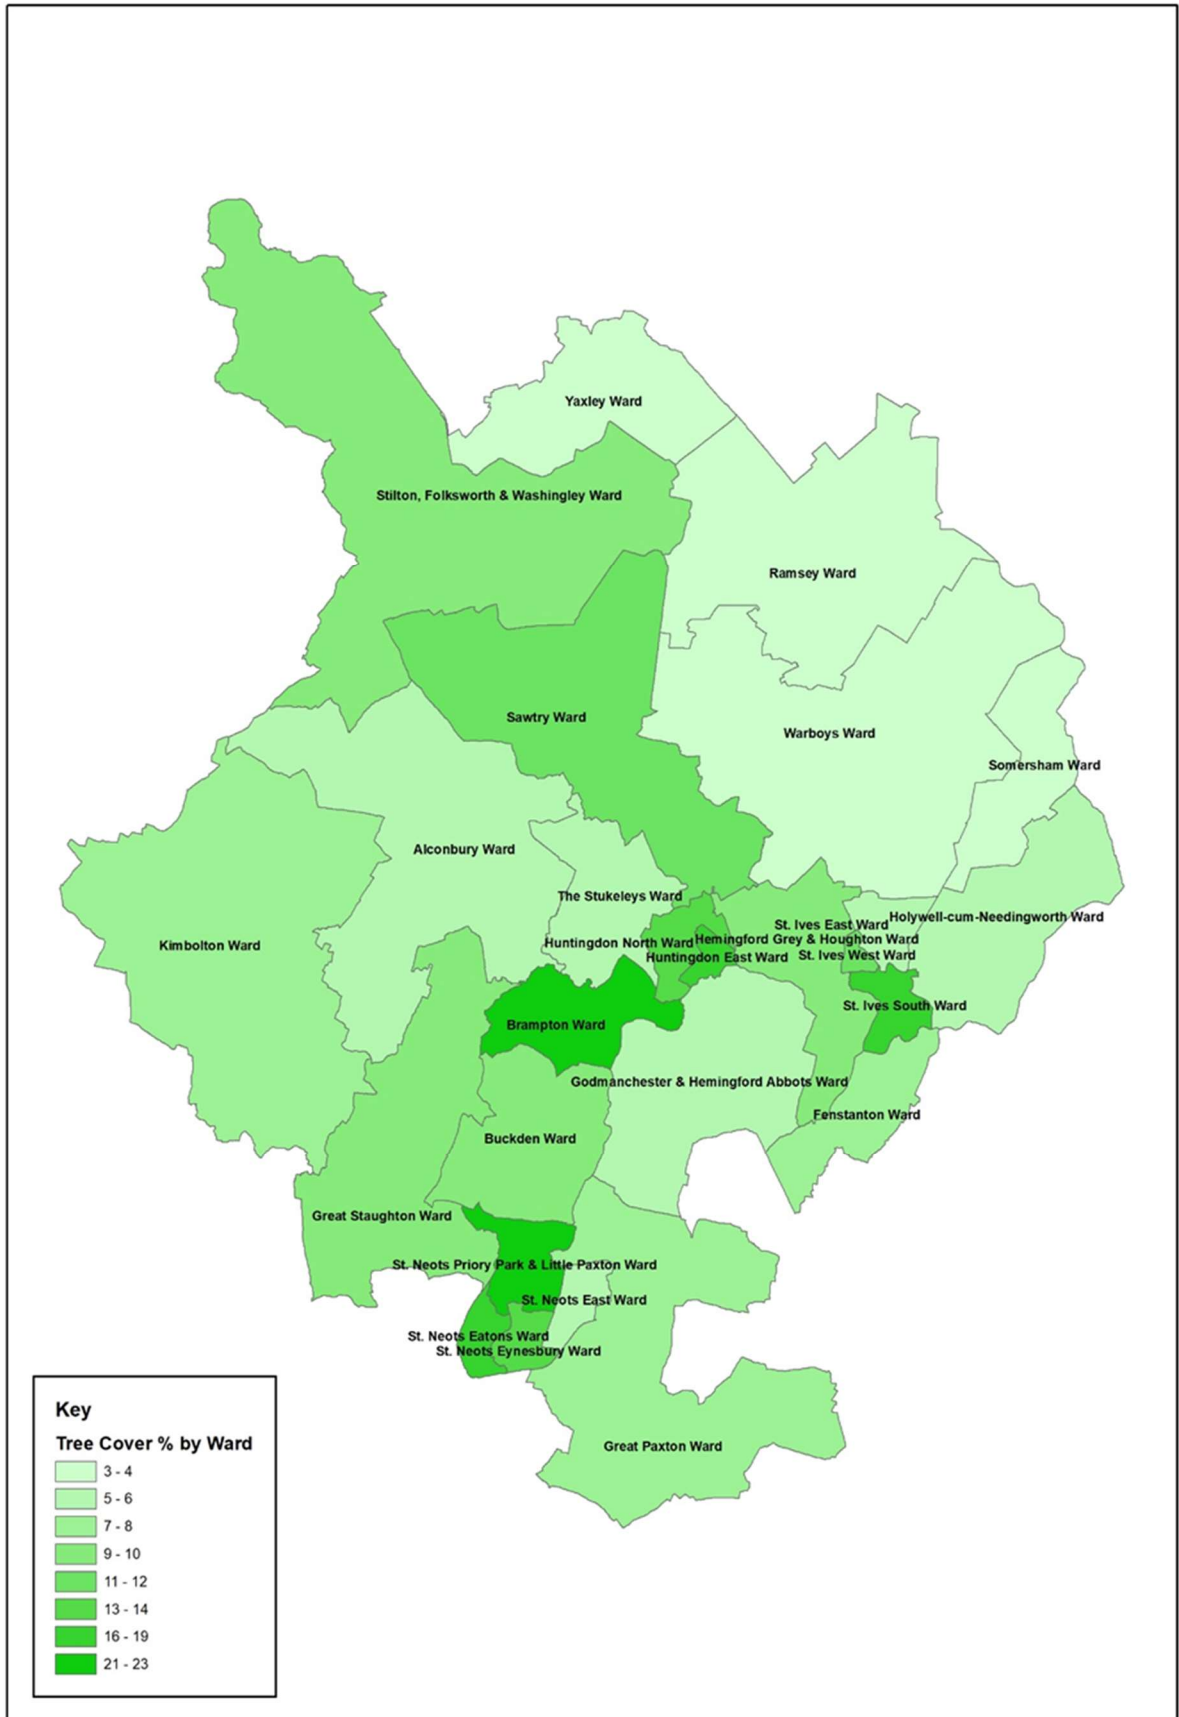 Yaxley Ward
Stilton, Folksworth & Washingley Ward
Ramsey Ward
Sawtry Ward
Warboys Ward
Somersham Ward
Alconbury Ward
The Stukeleys Ward
Holywell-cum-Needingworth Ward
St. Ives East Ward
Kimbolton Ward
Huntingdon North Ward
Hemingford Grey & Houghton Ward
Huntingdon East Ward
St. Ives West Ward
St. Ives South Ward
Brampton Ward
Godmanchester & Hemingford Abbots Ward
Fenstanton Ward
Buckden Ward
Great Staughton Ward
St. Neots Priory Park & Little Paxton Ward
St. Neots East Ward
St. Neots Eatons Ward
St. Neots Eynesbury Ward
Great Paxton Ward
Key
Tree Cover % by Ward
3 - 4
5 - 6
7 - 8
9 - 10
11 - 12
13 - 14
16 - 19
21 - 23